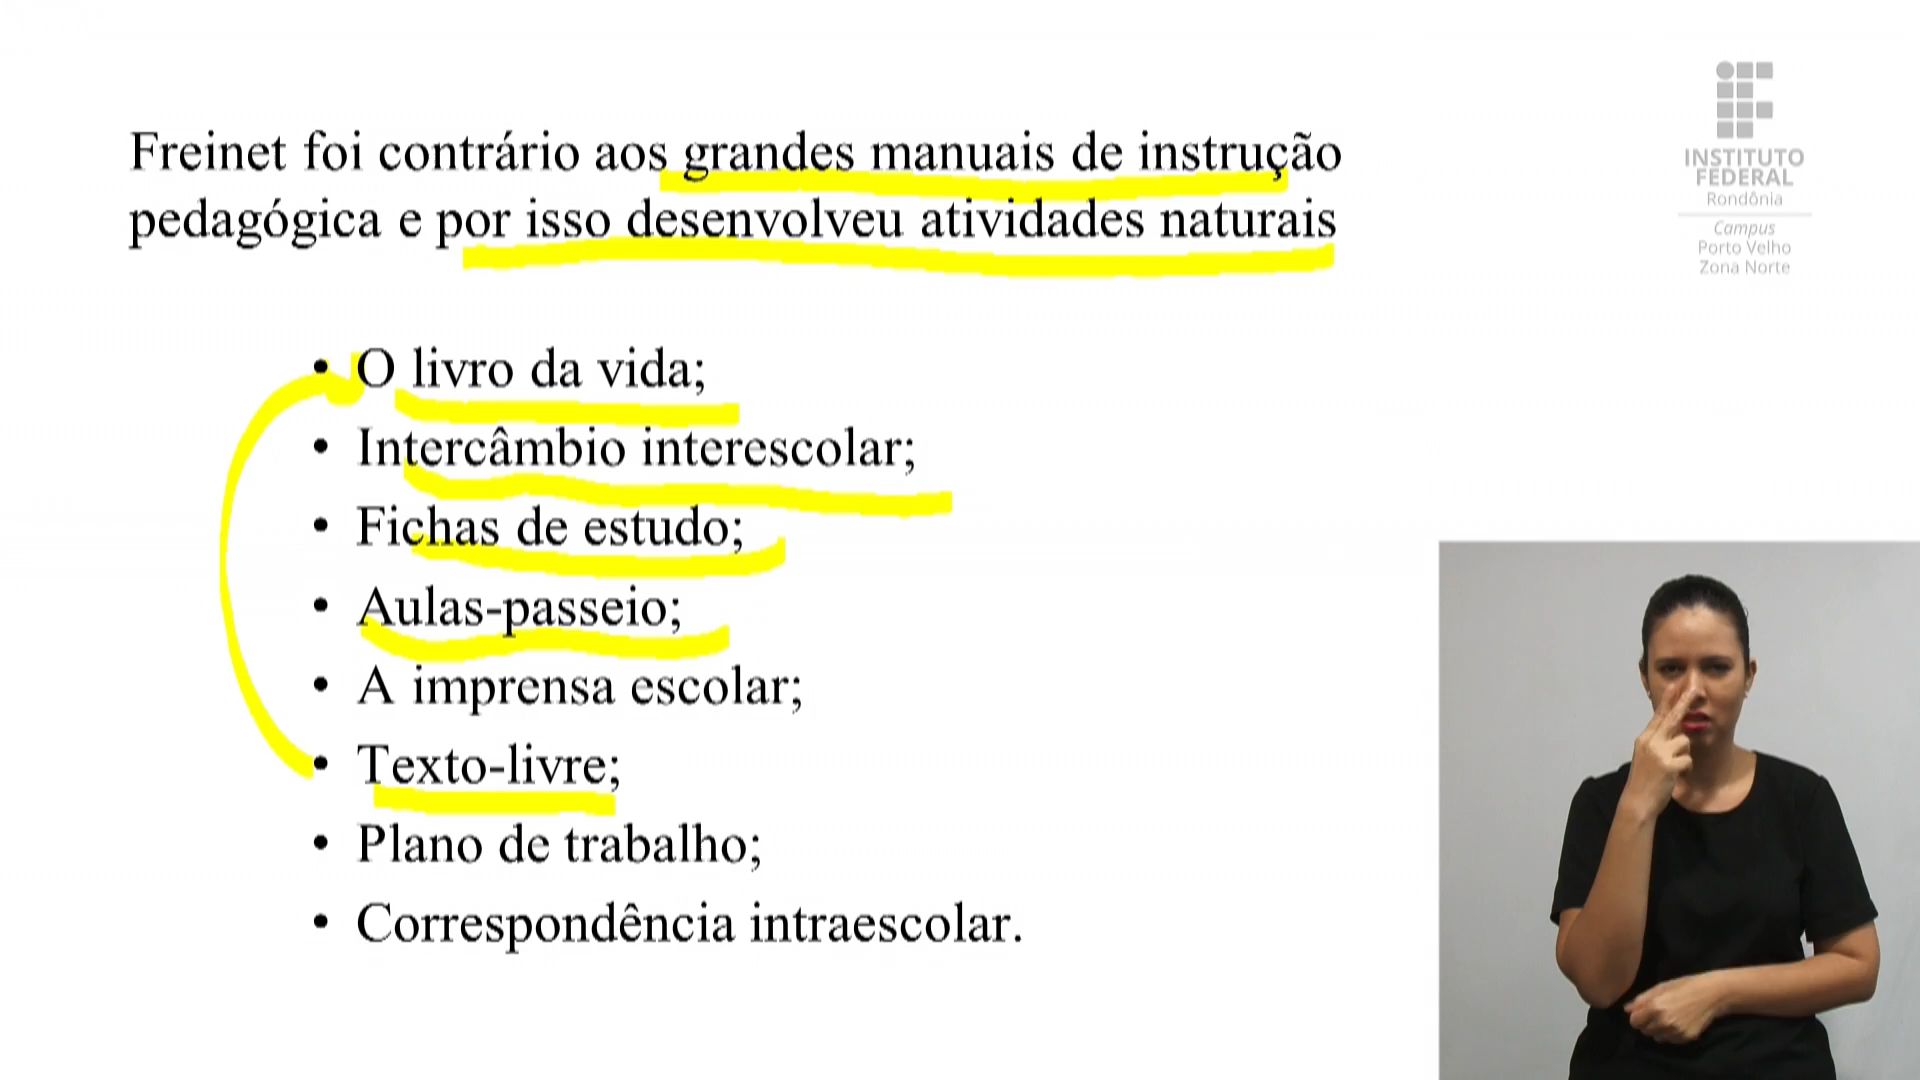 Freinet foi contrário aos grandes manuais de instrução
pedagógica e por isso desenvolveu atividades naturais
• O livro da vida;
• Intercâmbio interescolar;
• Fichas de estudo;
• Aulas-passeio;
• A imprensa escolar;
• Texto-livre;
• Plano de trabalho;
• Correspondência intraescolar.
INSTITUTO
FEDERAL
Rondônia
Campus
Porto Velho
Zona Norte